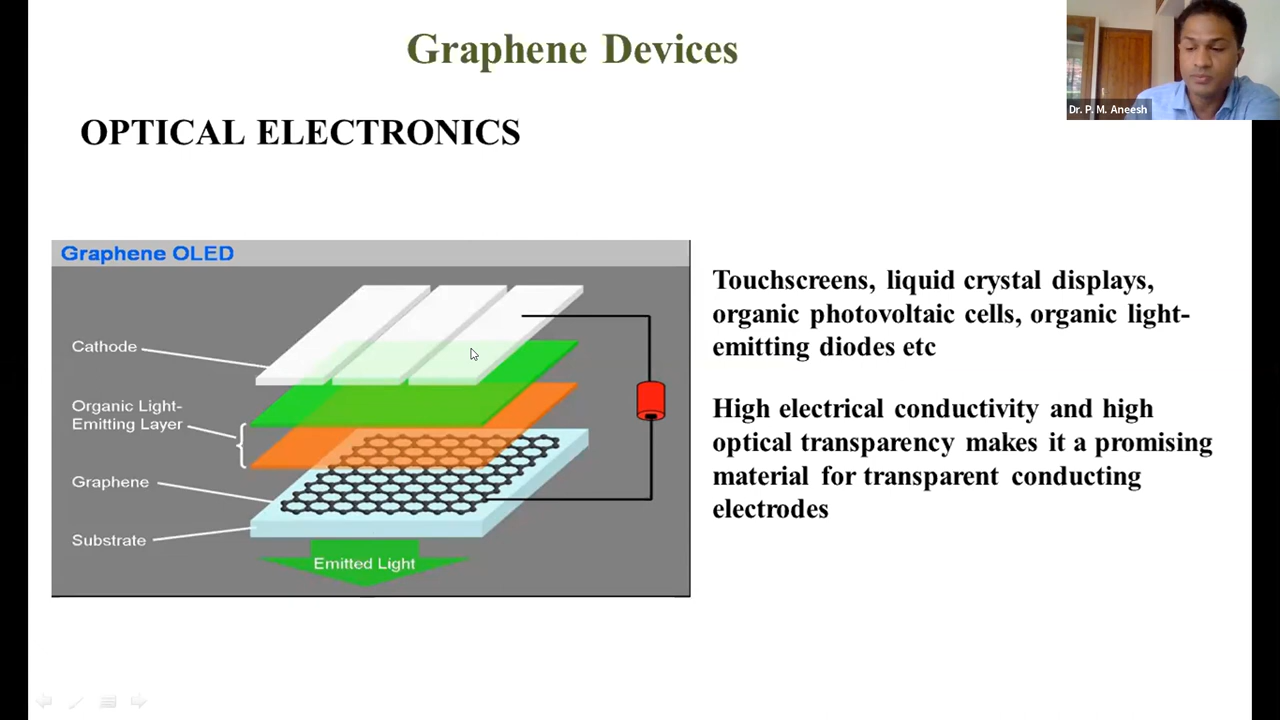 Graphene Devices
Dr. P. M. Aneesh
OPTICAL ELECTRONICS
Graphene OLED
Cathode
Organic Light-
Emitting Layer
Graphene
Substrate
Emitted Light
Touchscreens, liquid crystal displays,
organic photovoltaic cells, organic light-
emitting diodes etc
High electrical conductivity and high
optical transparency makes it a promising
material for transparent conducting
electrodes